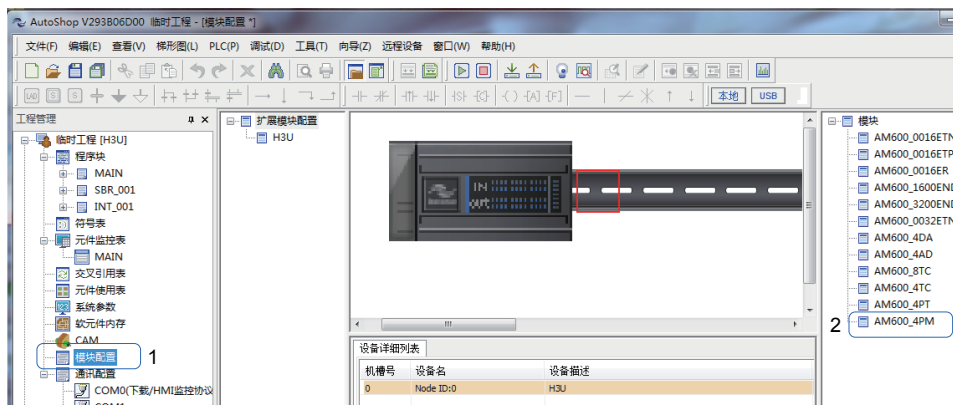 AutoShop V293B06D00 临时工程 - [模块配置 *]
文件(F) 编辑(E) 查看(V) 梯形图(L) PLC(P) 调试(D) 工具(T) 向导(Z) 远程设备 窗口(W) 帮助(H)
本地 USB
工程管理
临时工程 [H3U]
程序块
MAIN
SBR_001
INT_001
符号表
元件监控表
MAIN
交叉引用表
元件使用表
系统参数
软元件内存
CAM
模块配置
1
通讯配置
COM0(下载/HMI监控协议
COM1
扩展模块配置
H3U
IN
out
设备详细列表
机槽号 设备名 设备描述
0 Node ID:0 H3U
模块
AM600_0016ETN
AM600_0016ETP
AM600_0016ER
AM600_1600END
AM600_3200END
AM600_0032ETN
AM600_4DA
AM600_4AD
AM600_8TC
AM600_4TC
AM600_4PT
2
AM600_4PM